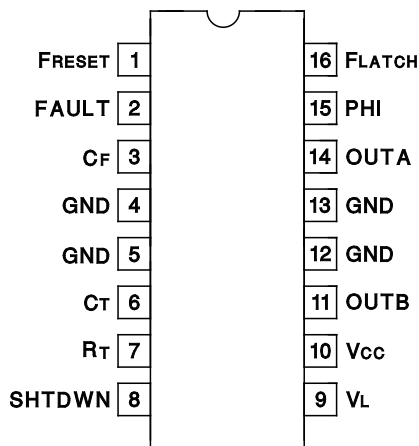 FRESET 1 16 FLATCH
FAULT 2 15 PHI
CF 3 14 OUTA
GND 4 13 GND
GND 5 12 GND
CT 6 11 OUTB
RT 7 10 VCC
SHTDWN 8 9 VL